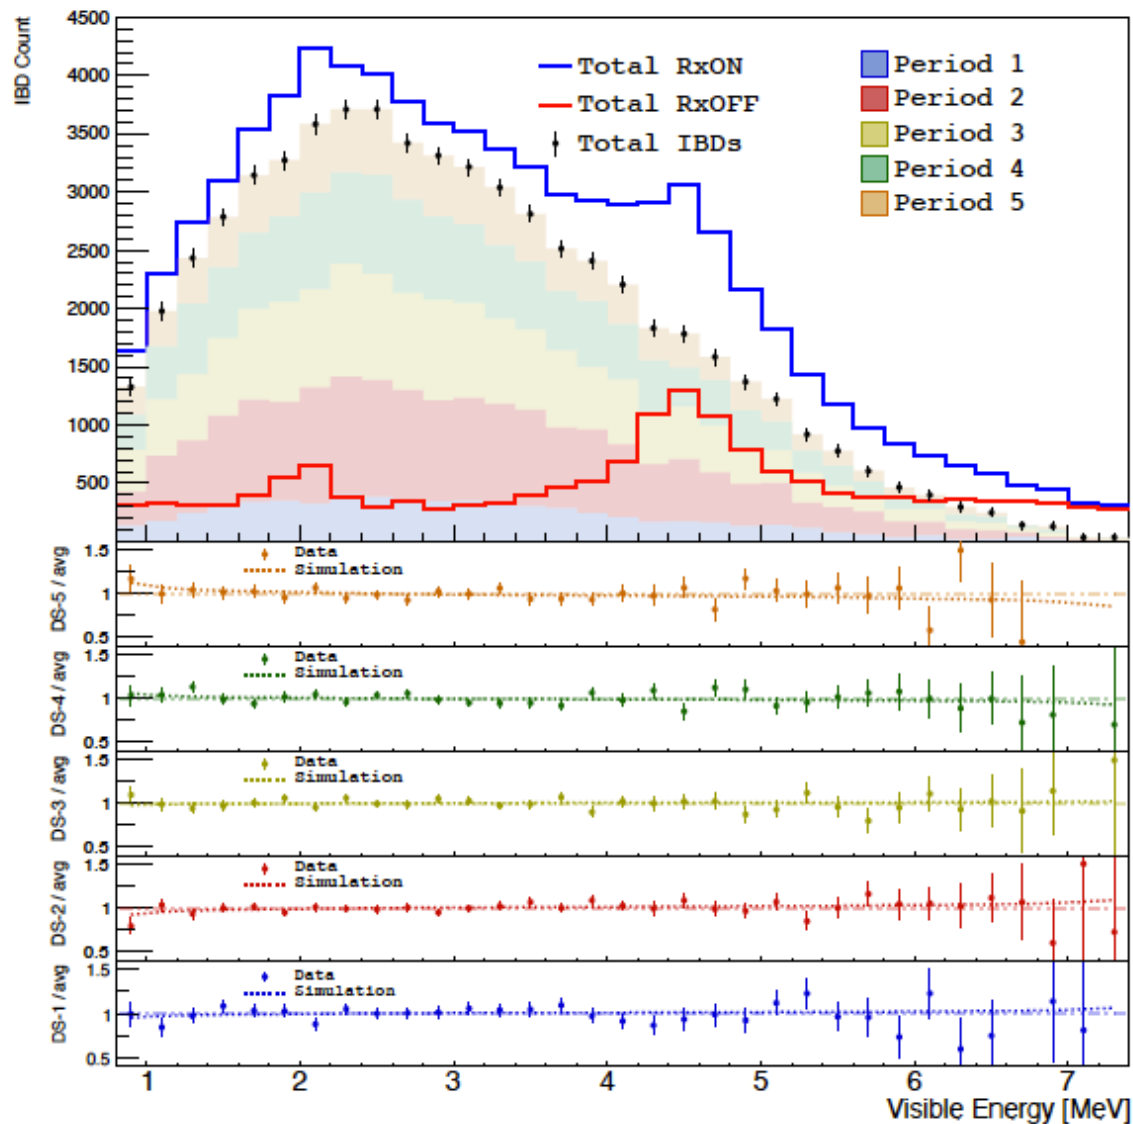 IBD Count
4500
4000
3500
3000
2500
2000
1500
1000
500
Total RxON
Total RxOFF
Total IBDs
Period 1
Period 2
Period 3
Period 4
Period 5
DS-5 / avg
1.5
1
0.5
Data
Simulation
DS-4 / avg
1.5
1
0.5
Data
Simulation
DS-3 / avg
1.5
1
0.5
Data
Simulation
DS-2 / avg
1.5
1
0.5
Data
Simulation
DS-1 / avg
1.5
1
0.5
Data
Simulation
1 2 3 4 5 6 7
Visible Energy [MeV]